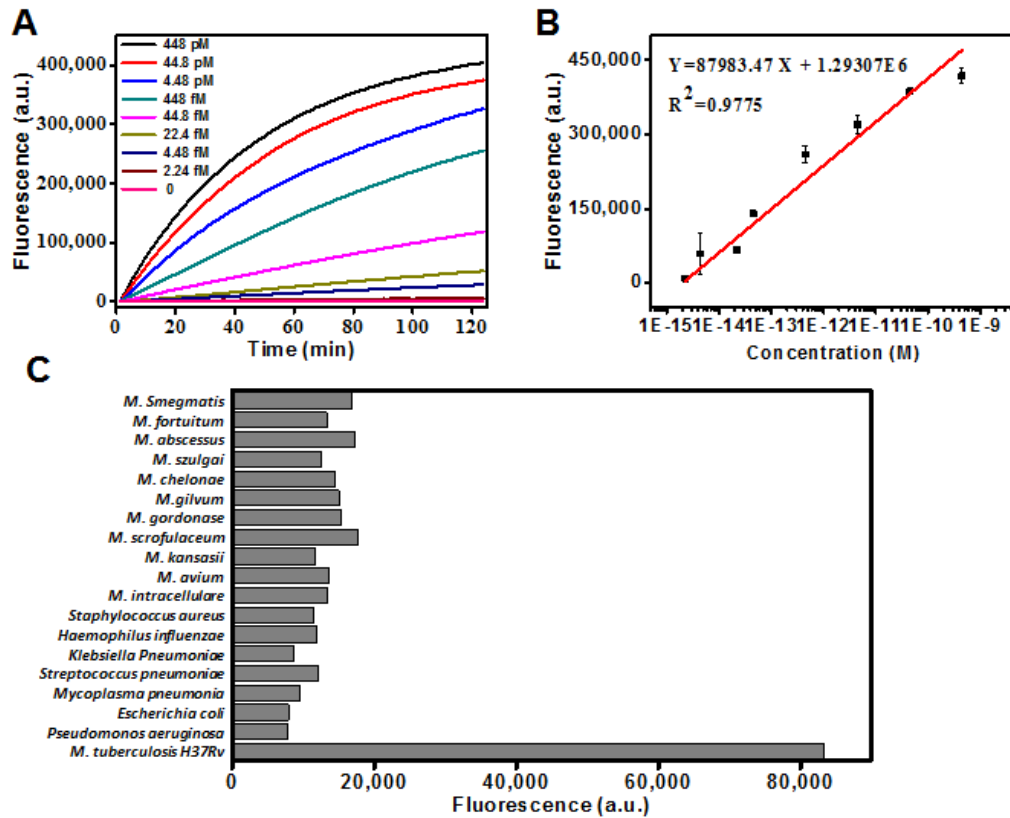 A
448 pM
44.8 pM
4.48 pM
448 fM
44.8 fM
22.4 fM
4.48 fM
2.24 fM
0
400,000
300,000
200,000
100,000
0
Fluorescence (a.u.)
0 20 40 60 80 100 120
Time (min)
B
Y=87983.47 X + 1.29307E6
R²=0.9775
450,000
300,000
150,000
0
Fluorescence (a.u.)
1E-151E-141E-131E-121E-111E-10 1E-9
Concentration (M)
C
M. Smegmatis
M. fortuitum
M. abscessus
M. szulgai
M. chelonae
M.gilvum
M. gordonase
M. scrofulaceum
M. kansasii
M. avium
M. intracellulare
Staphylococcus aureus
Haemophilus influenzae
Klebsiella Pneumoniae
Streptococcus pneumoniae
Mycoplasma pneumonia
Escherichia coli
Pseudomonos aeruginosa
M. tuberculosis H37Rv
0 20,000 40,000 60,000 80,000
Fluorescence (a.u.)